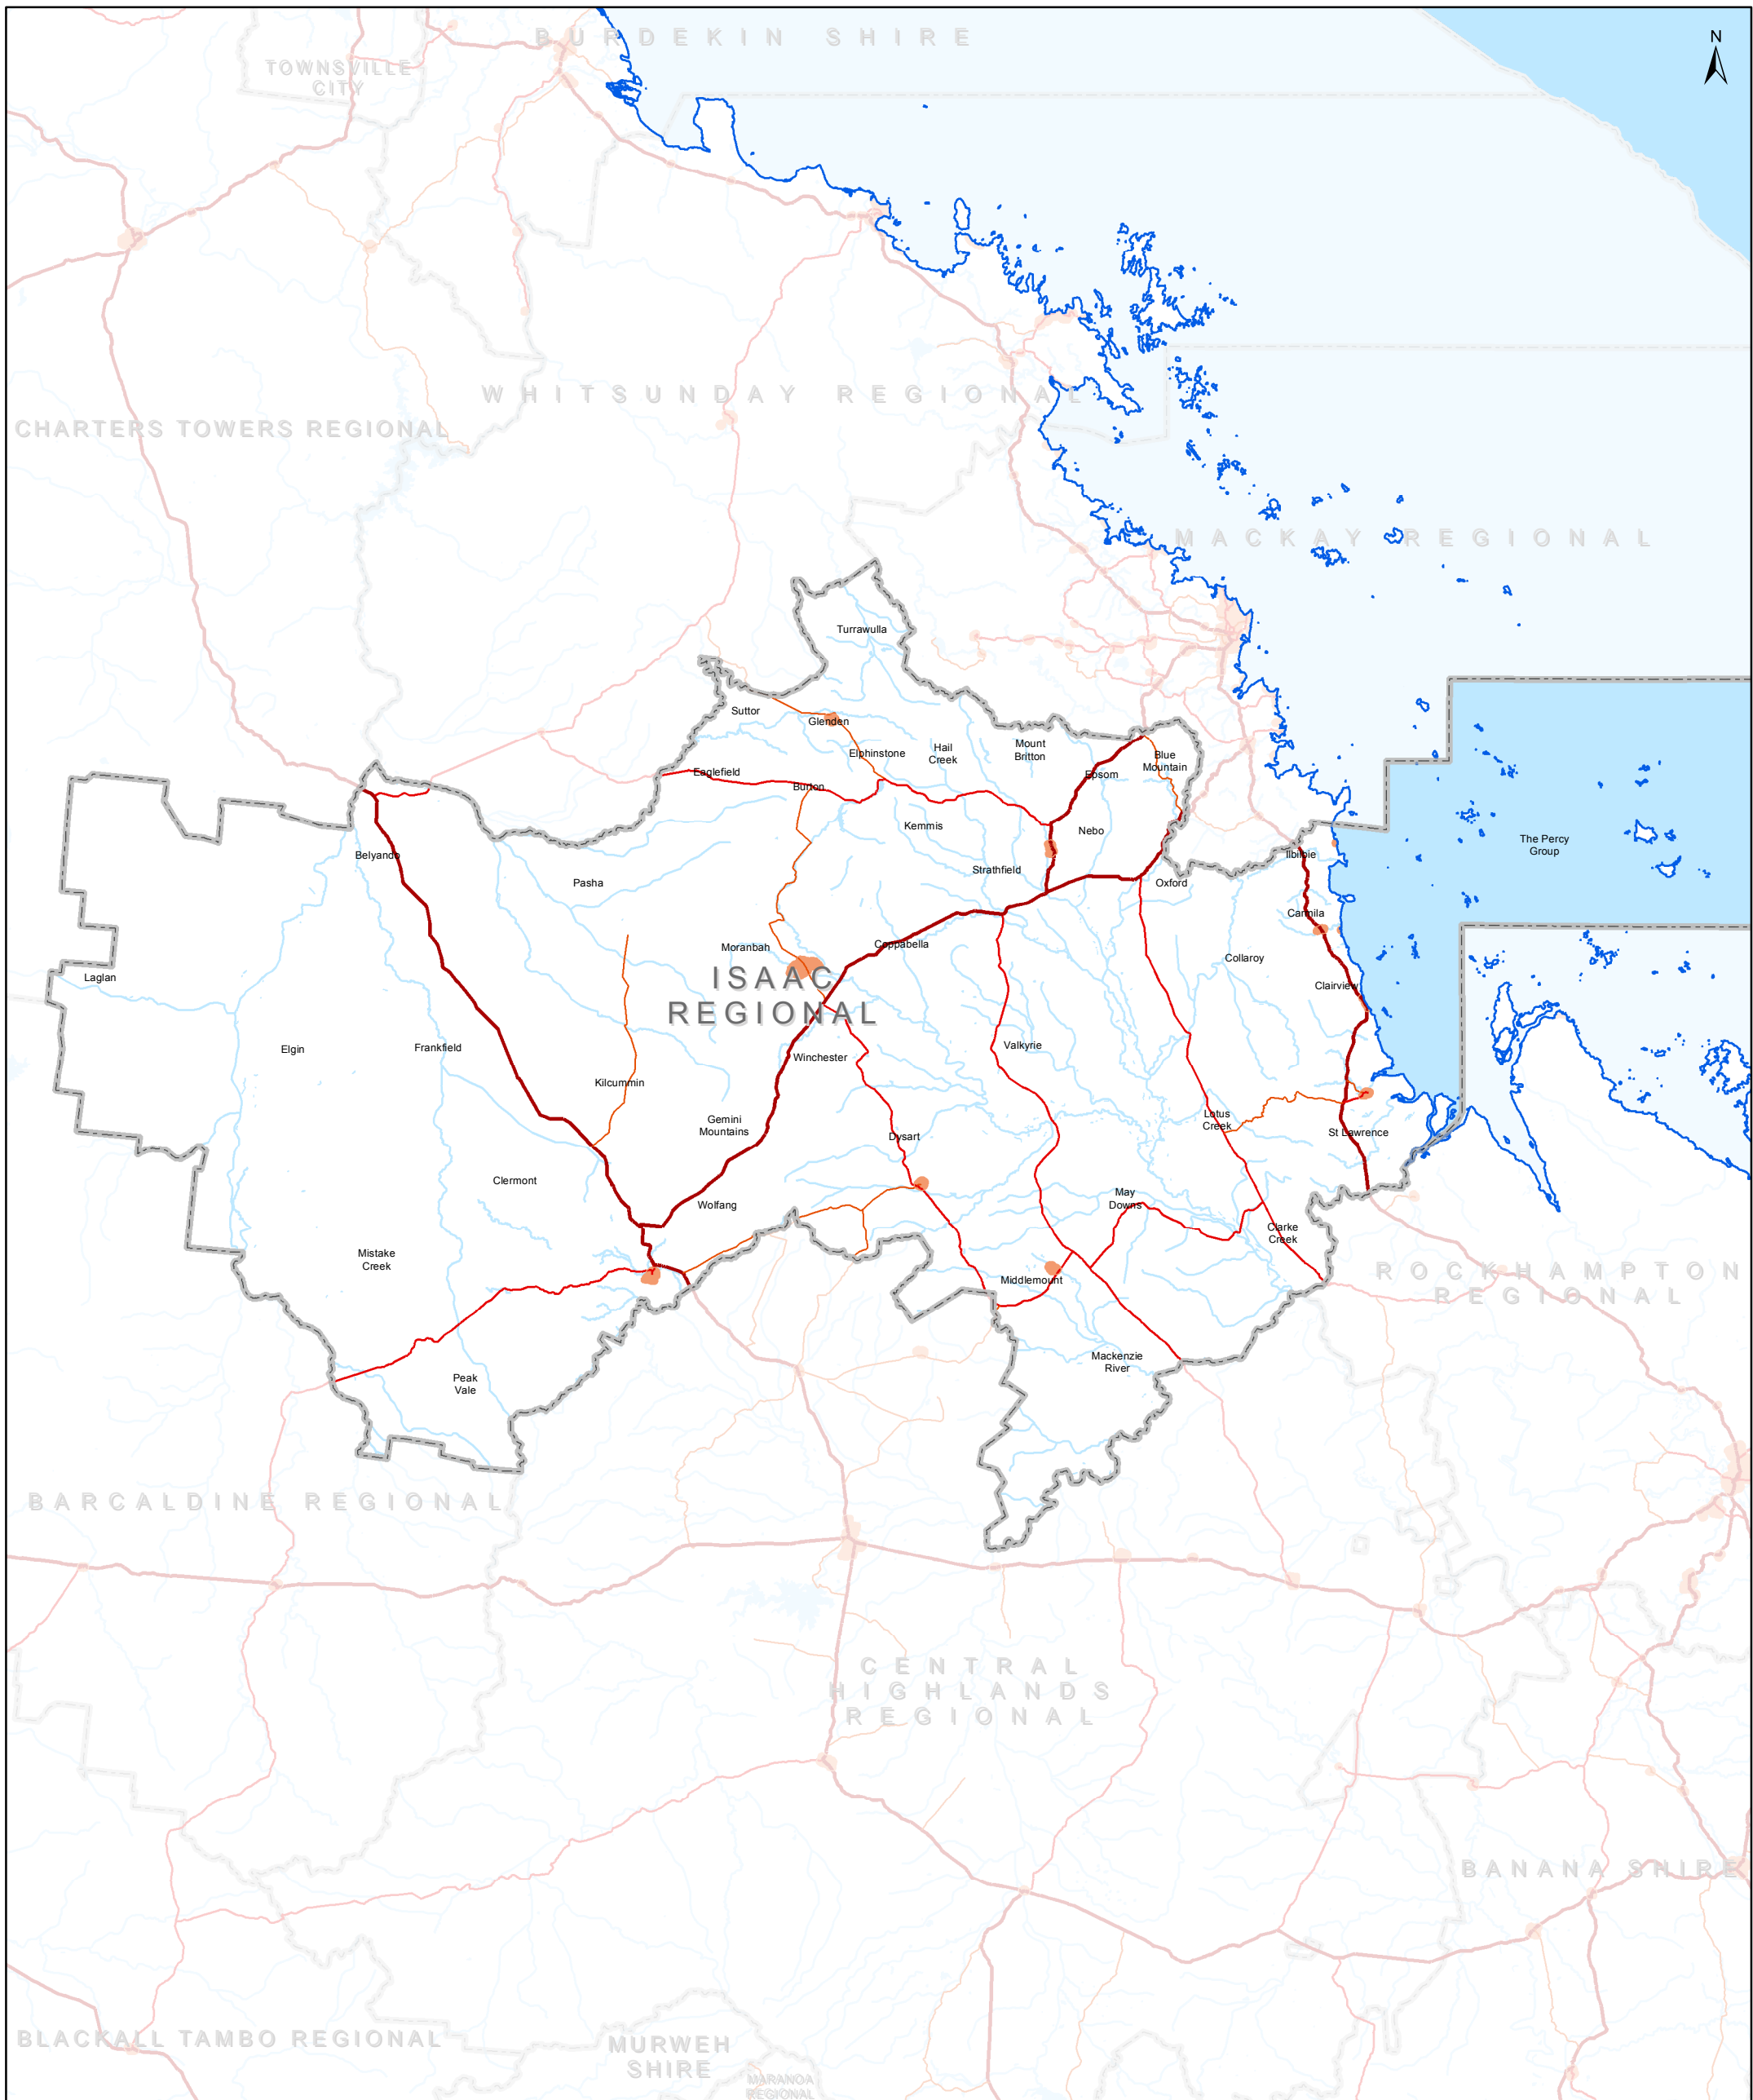 BURDEKIN SHIRE
N
TOWNSVILLE
CITY
WHITSUNDAY REGIONAL
CHARTERS TOWERS REGIONAL
MACKAY REGIONAL
Turrawulla
Suttor
Glenden
Elphinstone
Hail
Creek
Mount
Britton
Blue
Mountain
Eaglefield
Epsom
Burton
Kemmis
Nebo
The Percy
Group
Belyando
Ilbilbie
Pasha
Strathfield
Oxford
Carmila
Moranbah
Coppabella
Collaroy
Laglan
Clairview
ISAAC
REGIONAL
Elgin
Frankfield
Winchester
Valkyrie
Kilcummin
Gemini
Mountains
Dysart
Lotus
Creek
St Lawrence
Clermont
Wolfang
May
Downs
Clarke
Creek
Mistake
Creek
Middlemount
ROCKHAMPTON
REGIONAL
Mackenzie
River
Peak
Vale
BARCALDINE REGIONAL
CENTRAL
HIGHLANDS
REGIONAL
BANANA SHIRE
BLACKALL TAMBO REGIONAL
MURWEH
SHIRE
MARANOA
REGIONAL